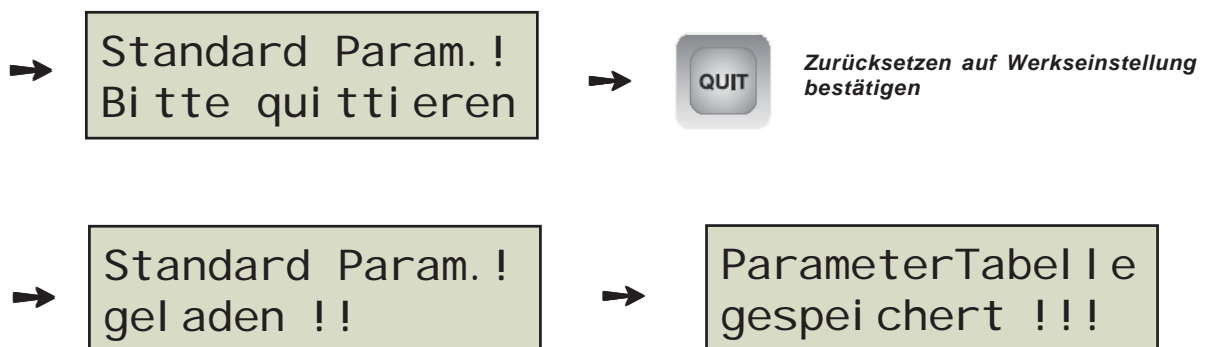 Standard Param.!
Bitte quittieren
QUIT
Zurücksetzen auf Werkseinstellung
bestätigen
Standard Param.!
geladen !!
ParameterTabelle
gespeichert !!!